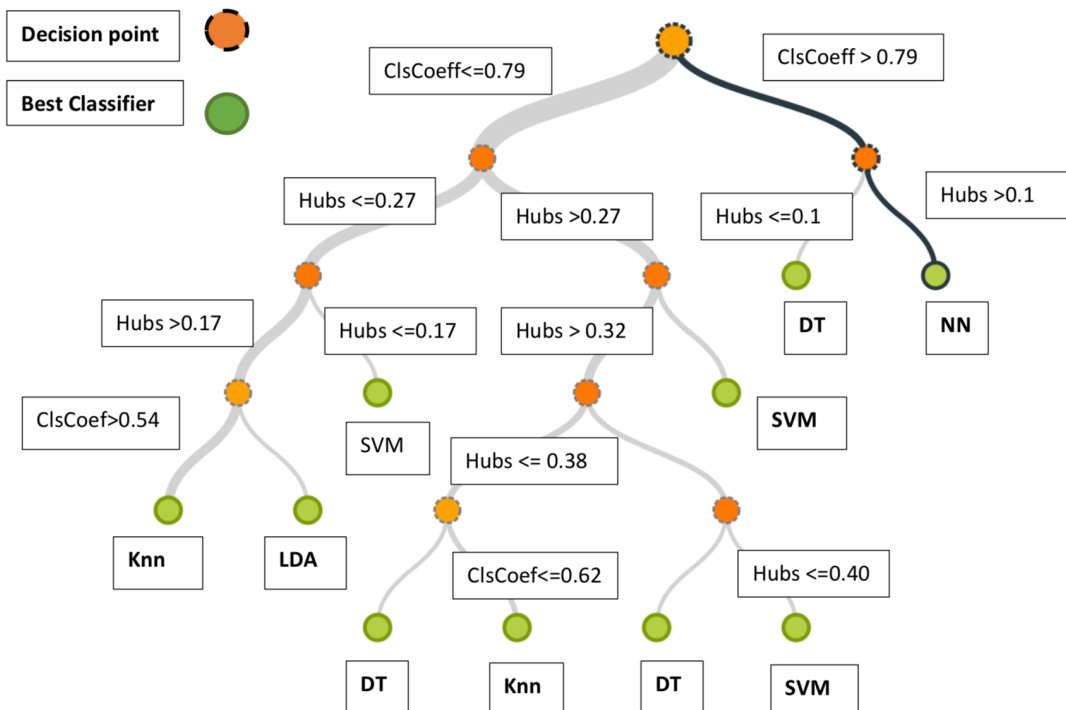 Decision point
ClsCoeff<=0.79
ClsCoeff > 0.79
Best Classifier
Hubs <=0.27
Hubs >0.27
Hubs <=0.1
Hubs >0.1
Hubs >0.17
Hubs <=0.17
Hubs > 0.32
DT
NN
ClsCoef>0.54
SVM
SVM
Hubs <= 0.38
Knn
LDA
ClsCoef<=0.62
Hubs <=0.40
DT
Knn
DT
SVM